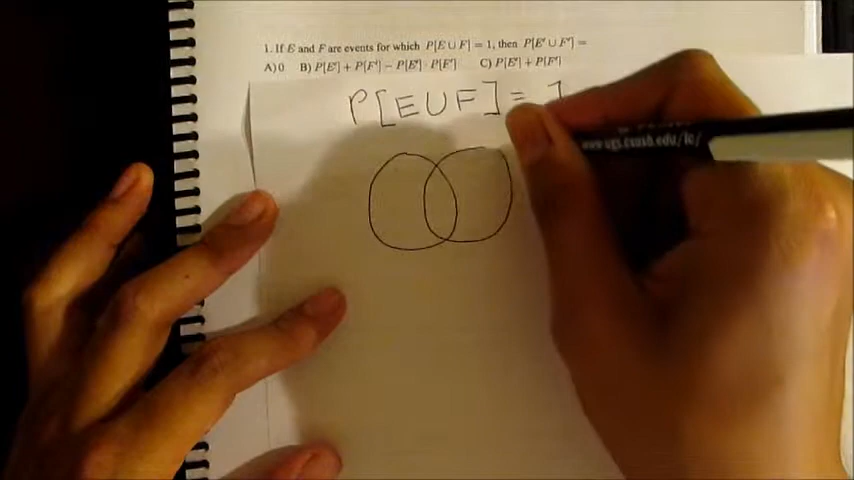 1. If E and F are events for which P[E ∪ F] = 1, then P[E' ∪ F'] =
A) 0 B) P[E'] + P[F'] − P[E'] · P[F'] C) P[E'] + P[F']
P[E ∪ F] = 1